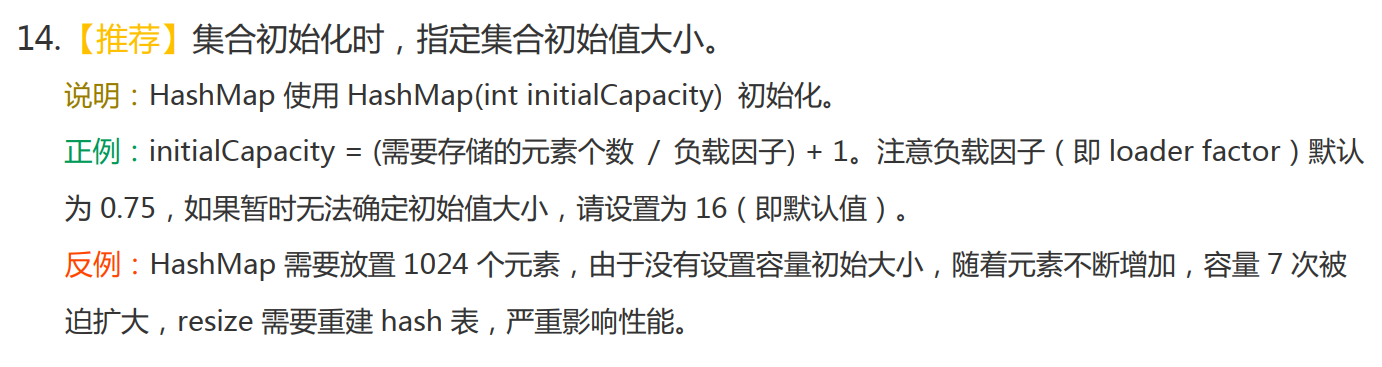 14.【推荐】集合初始化时，指定集合初始值大小。
说明：HashMap 使用 HashMap(int initialCapacity) 初始化。
正例：initialCapacity = (需要存储的元素个数 / 负载因子) + 1。注意负载因子（即 loader factor）默认
为 0.75，如果暂时无法确定初始值大小，请设置为 16（即默认值）。
反例：HashMap 需要放置 1024 个元素，由于没有设置容量初始大小，随着元素不断增加，容量 7 次被
迫扩大，resize 需要重建 hash 表，严重影响性能。